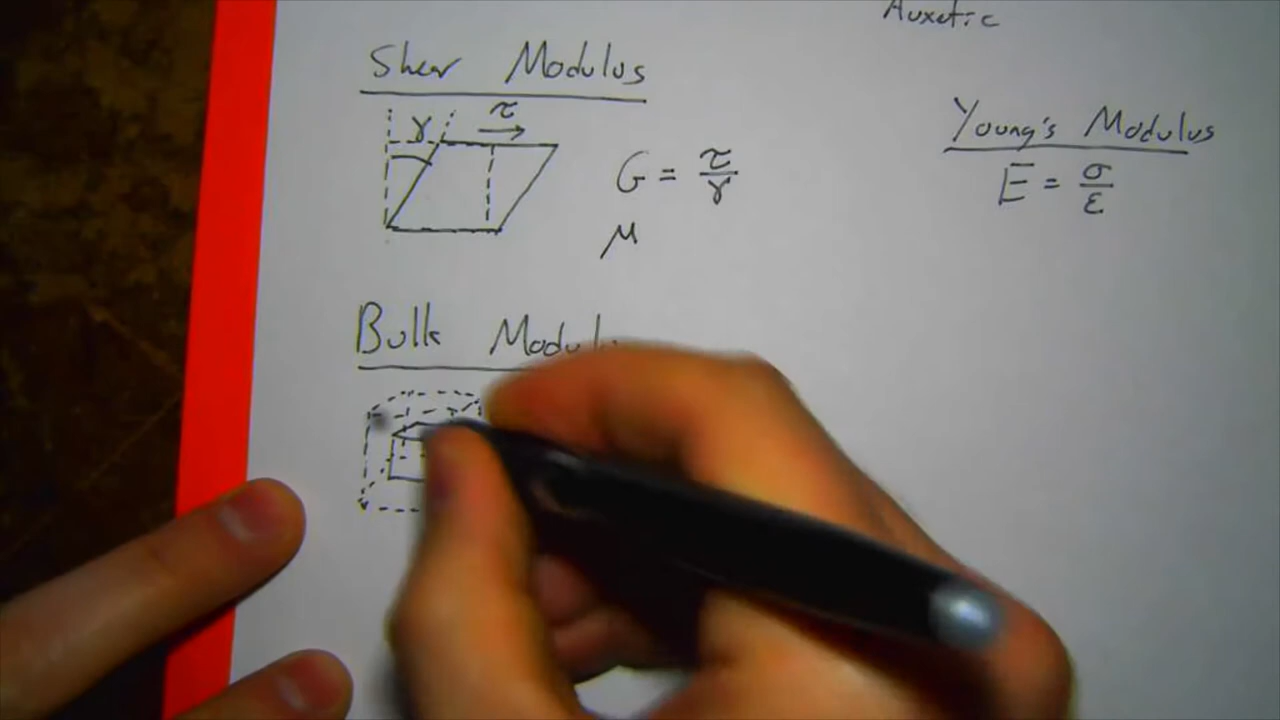 Auxetic
Shear Modulus
γ τ
G = τ/γ
μ
Young's Modulus
E = σ/ε
Bulk